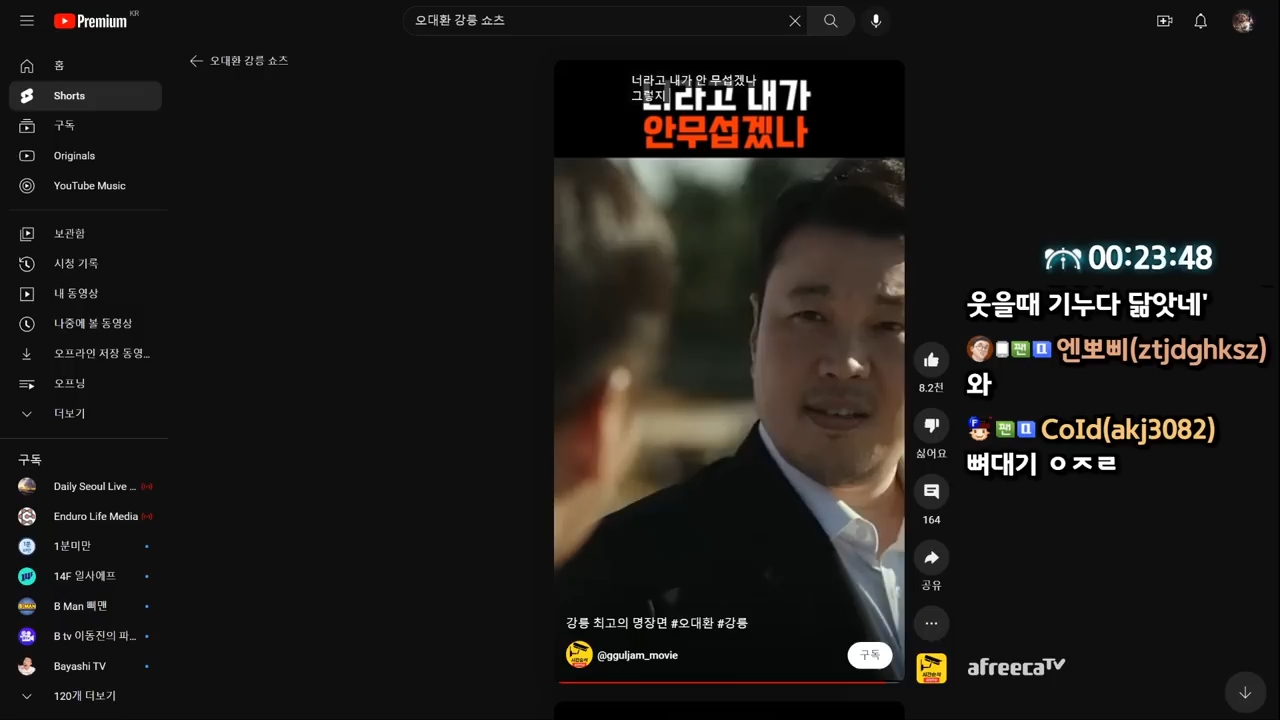 Premium KR
오대환 강릉 쇼츠
오대환 강릉 쇼츠
홈
Shorts
구독
Originals
YouTube Music
보관함
시청 기록
내 동영상
나중에 볼 동영상
오프라인 저장 동영...
오프닝
더보기
구독
Daily Seoul Live ...
Enduro Life Media
1분미만
14F 일사에프
B Man 삐맨
B tv 이동진의 파...
Bayashi TV
120개 더보기
너라고 내가 안 무섭겠나
그렇지
너라고 내가
안무섭겠나
강릉 최고의 명장면 #오대환 #강릉
@gguljam_movie
구독
8.2천
싫어요
164
공유
00:23:48
웃을때 기누다 닮앗네'
팬 엔뽀삐(ztjdghksz)
와
팬 CoId(akj3082)
뼈대기 ㅇㅈㄹ
afreecaTV